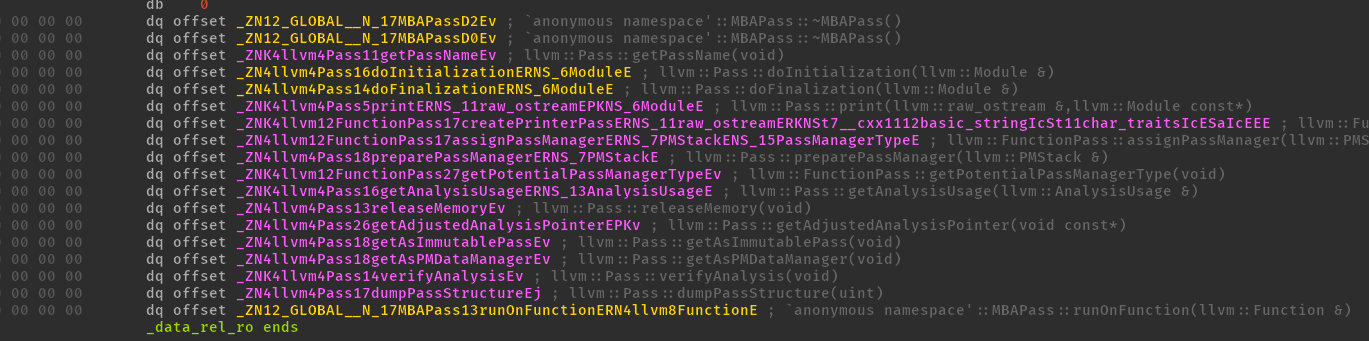 db 0
dq offset _ZN12_GLOBAL__N_17MBAPassD2Ev ; `anonymous namespace'::MBAPass::~MBAPass()
00 00 00 dq offset _ZN12_GLOBAL__N_17MBAPassD0Ev ; `anonymous namespace'::MBAPass::~MBAPass()
00 00 00 dq offset _ZNK4llvm4Pass11getPassNameEv ; llvm::Pass::getPassName(void)
00 00 00 dq offset _ZN4llvm4Pass16doInitializationERNS_6ModuleE ; llvm::Pass::doInitialization(llvm::Module &)
00 00 00 dq offset _ZN4llvm4Pass14doFinalizationERNS_6ModuleE ; llvm::Pass::doFinalization(llvm::Module &)
00 00 00 dq offset _ZNK4llvm4Pass5printERNS_11raw_ostreamEPKNS_6ModuleE ; llvm::Pass::print(llvm::raw_ostream &,llvm::Module const*)
00 00 00 dq offset _ZNK4llvm12FunctionPass17createPrinterPassERNS_11raw_ostreamERKNSt7__cxx1112basic_stringIcSt11char_traitsIcESaIcEEE ; llvm::Fu
00 00 00 dq offset _ZN4llvm12FunctionPass17assignPassManagerERNS_7PMStackENS_15PassManagerTypeE ; llvm::FunctionPass::assignPassManager(llvm::PMS
00 00 00 dq offset _ZN4llvm4Pass18preparePassManagerERNS_7PMStackE ; llvm::Pass::preparePassManager(llvm::PMStack &)
00 00 00 dq offset _ZNK4llvm12FunctionPass27getPotentialPassManagerTypeEv ; llvm::FunctionPass::getPotentialPassManagerType(void)
00 00 00 dq offset _ZNK4llvm4Pass16getAnalysisUsageERNS_13AnalysisUsageE ; llvm::Pass::getAnalysisUsage(llvm::AnalysisUsage &)
00 00 00 dq offset _ZN4llvm4Pass13releaseMemoryEv ; llvm::Pass::releaseMemory(void)
00 00 00 dq offset _ZN4llvm4Pass26getAdjustedAnalysisPointerEPKv ; llvm::Pass::getAdjustedAnalysisPointer(void const*)
00 00 00 dq offset _ZN4llvm4Pass18getAsImmutablePassEv ; llvm::Pass::getAsImmutablePass(void)
00 00 00 dq offset _ZN4llvm4Pass18getAsPMDataManagerEv ; llvm::Pass::getAsPMDataManager(void)
00 00 00 dq offset _ZNK4llvm4Pass14verifyAnalysisEv ; llvm::Pass::verifyAnalysis(void)
00 00 00 dq offset _ZN4llvm4Pass17dumpPassStructureEj ; llvm::Pass::dumpPassStructure(uint)
00 00 00 dq offset _ZN12_GLOBAL__N_17MBAPass13runOnFunctionERN4llvm8FunctionE ; `anonymous namespace'::MBAPass::runOnFunction(llvm::Function &)
_data_rel_ro ends